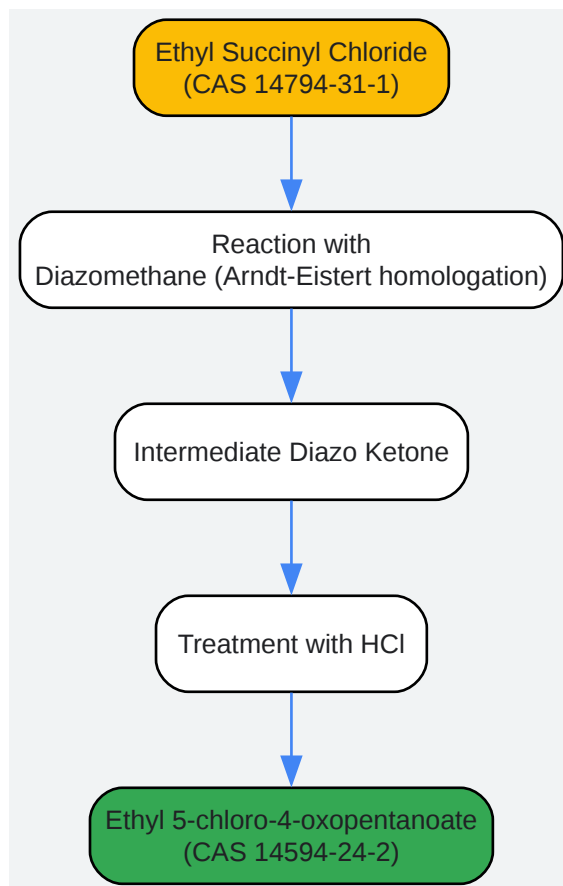 Ethyl Succinyl Chloride
(CAS 14794-31-1)
Reaction with
Diazomethane (Arndt-Eistert homologation)
Intermediate Diazo Ketone
Treatment with HCl
Ethyl 5-chloro-4-oxopentanoate
(CAS 14594-24-2)